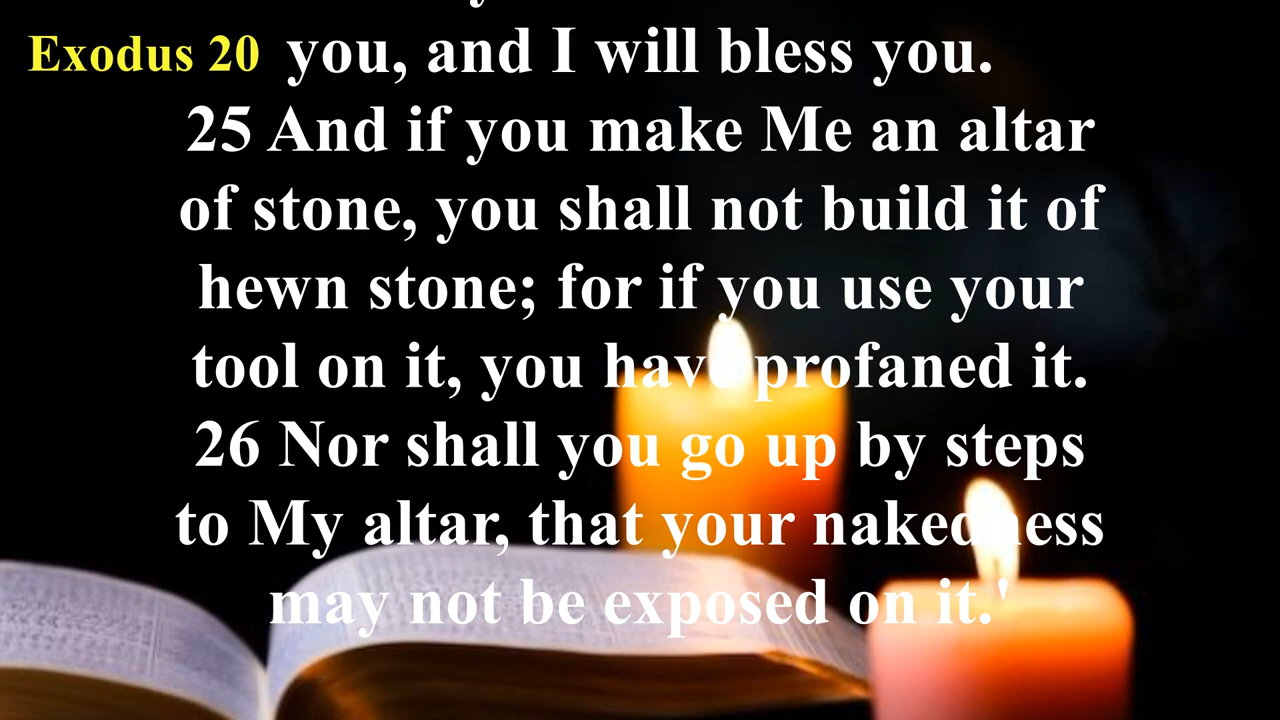 Exodus 20 you, and I will bless you.
25 And if you make Me an altar
of stone, you shall not build it of
hewn stone; for if you use your
tool on it, you have profaned it.
26 Nor shall you go up by steps
to My altar, that your nakedness
may not be exposed on it.'